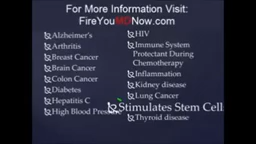 For More Information Visit:
FireYouMDNow.com
Alzheimer's
Arthritis
Breast Cancer
Brain Cancer
Colon Cancer
Diabetes
Hepatitis C
High Blood Pressure
HIV
Immune System
Protectant During
Chemotherapy
Inflammation
Kidney disease
Lung Cancer
Stimulates Stem Cells
Thyroid disease